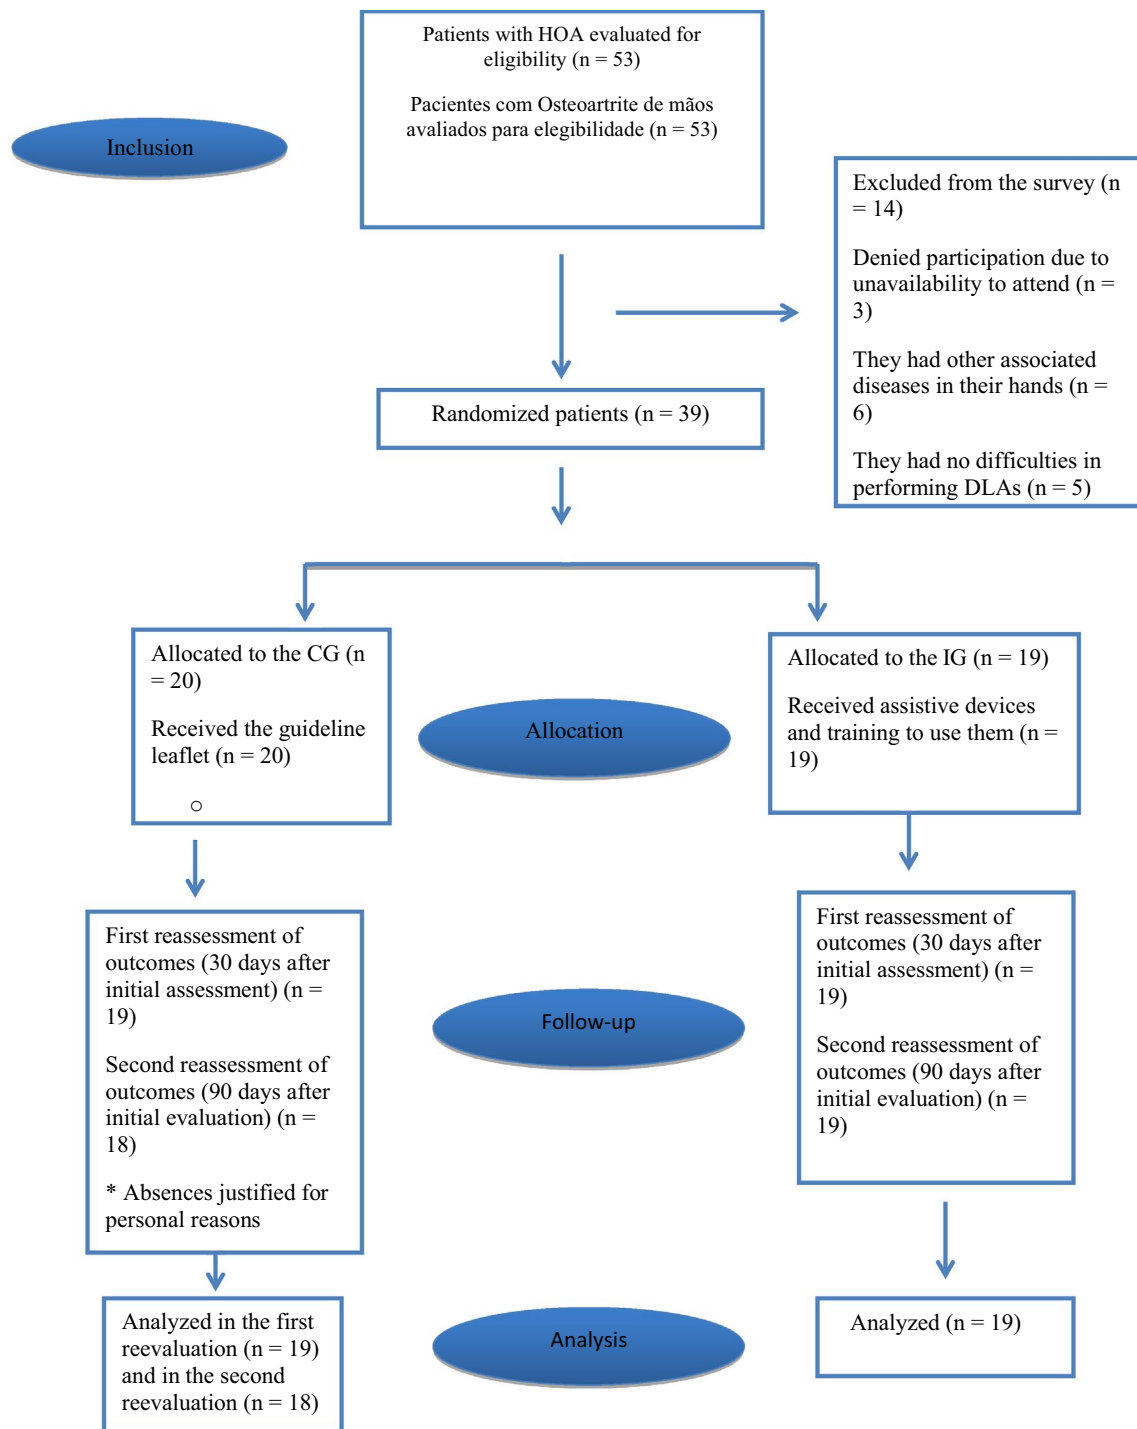 Patients with HOA evaluated for
eligibility (n = 53)
Pacientes com Osteoartrite de mãos
avaliados para elegibilidade (n = 53)
Inclusion
Excluded from the survey (n
= 14)
Denied participation due to
unavailability to attend (n =
3)
They had other associated
diseases in their hands (n =
6)
They had no difficulties in
performing DLAs (n = 5)
Randomized patients (n = 39)
Allocated to the CG (n
= 20)
Received the guideline
leaflet (n = 20)
Allocation
Allocated to the IG (n = 19)
Received assistive devices
and training to use them (n =
19)
First reassessment of
outcomes (30 days after
initial assessment) (n =
19)
Second reassessment of
outcomes (90 days after
initial evaluation) (n =
18)
* Absences justified for
personal reasons
Follow-up
First reassessment of
outcomes (30 days after
initial assessment) (n =
19)
Second reassessment of
outcomes (90 days after
initial evaluation) (n =
19)
Analyzed in the first
reevaluation (n = 19)
and in the second
reevaluation (n = 18)
Analysis
Analyzed (n = 19)